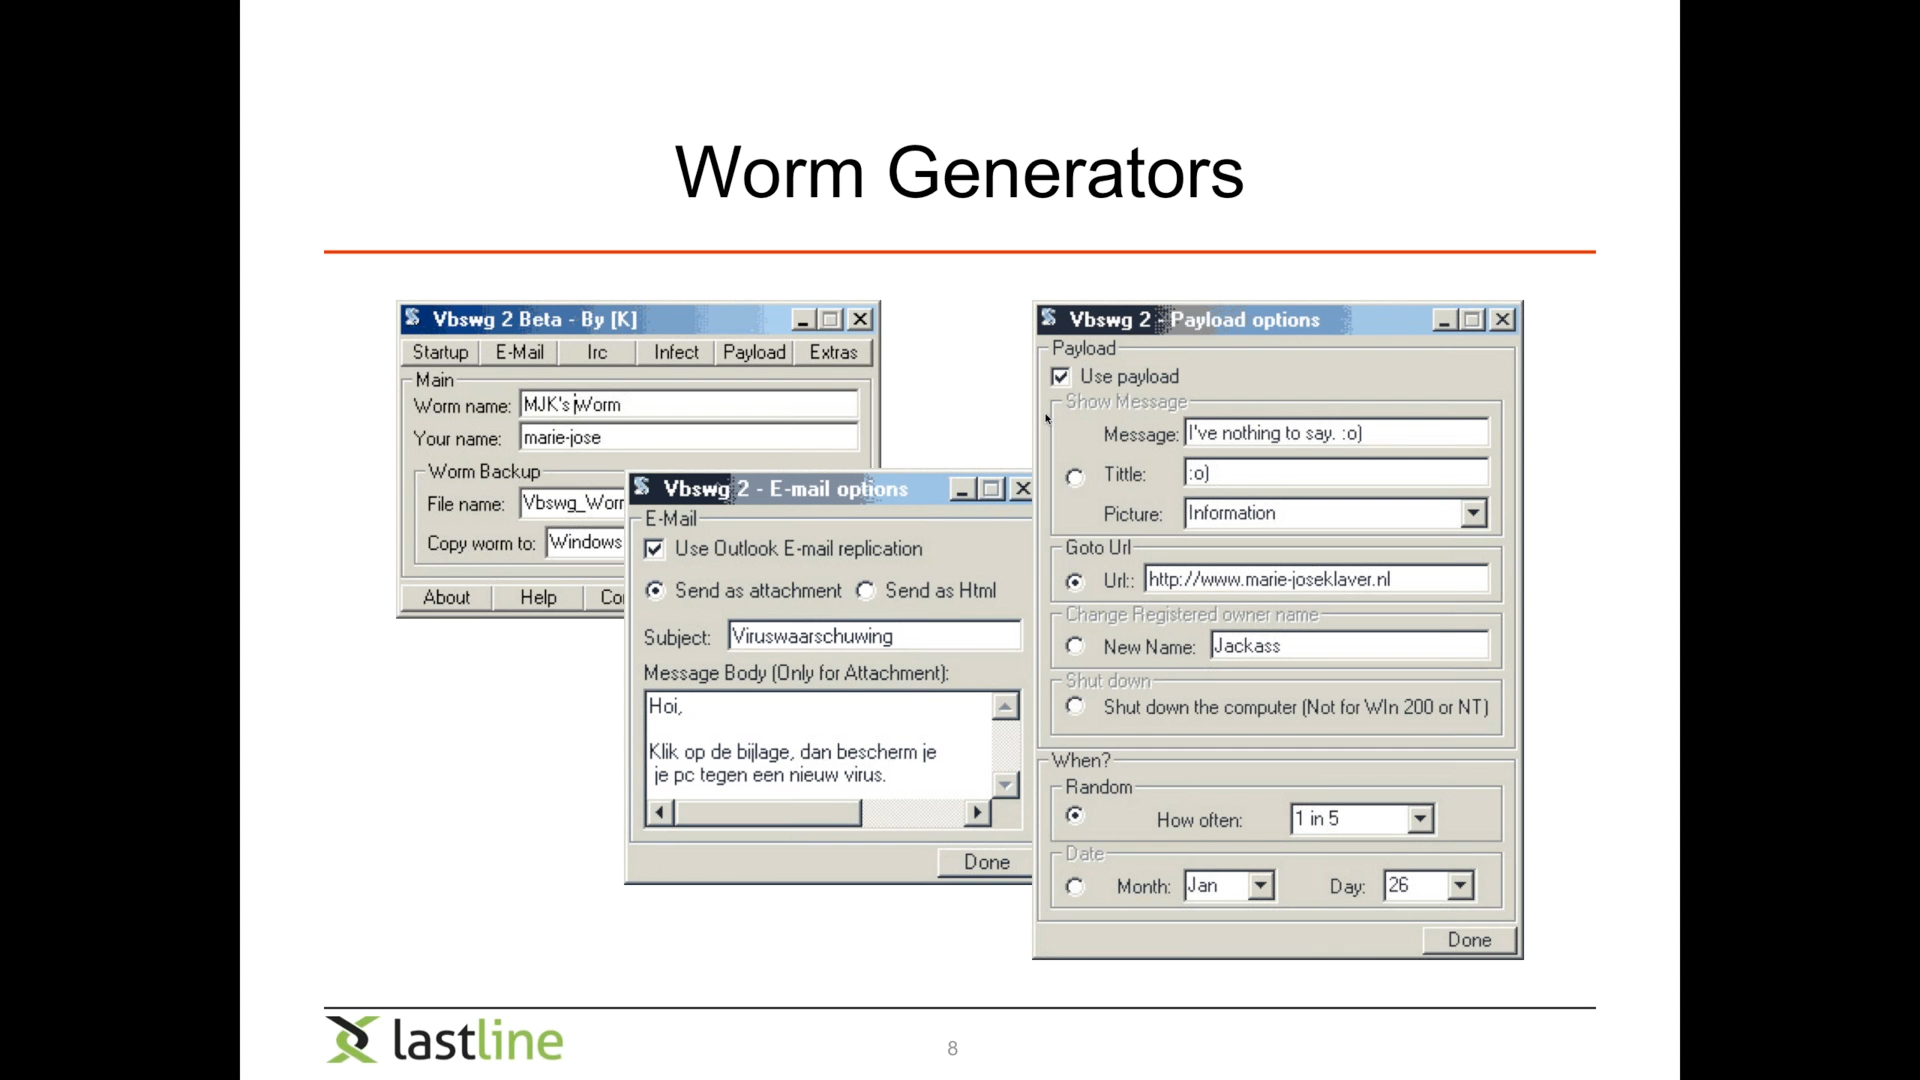 Worm Generators
Vbswg 2 Beta - By [K]
Startup E-Mail Irc Infect Payload Extras
Main
Worm name: MJK's Worm
Your name: marie-jose
Worm Backup
File name: Vbswg_Wor
Copy worm to: Windows
About Help Co
Vbswg 2 - E-mail options
E-Mail
Use Outlook E-mail replication
Send as attachment Send as Html
Subject: Viruswaarschuwing
Message Body (Only for Attachment):
Hoi,
Klik op de bijlage, dan bescherm je
je pc tegen een nieuw virus.
Done
Vbswg 2 - Payload options
Payload
Use payload
Show Message
Message: I've nothing to say. :o)
Tittle: :o)
Picture: Information
Goto Url
Url:: http://www.marie-joseklaver.nl
Change Registered owner name
New Name: Jackass
Shut down
Shut down the computer (Not for WIn 200 or NT)
When?
Random
How often: 1 in 5
Date
Month: Jan Day: 26
Done
lastline
8